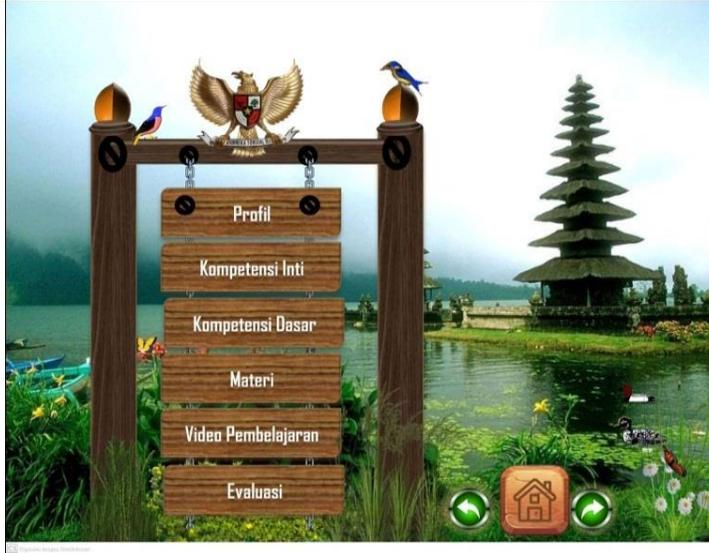 Profil
Kompetensi Inti
Kompetensi Dasar
Materi
Video Pembelajaran
Evaluasi